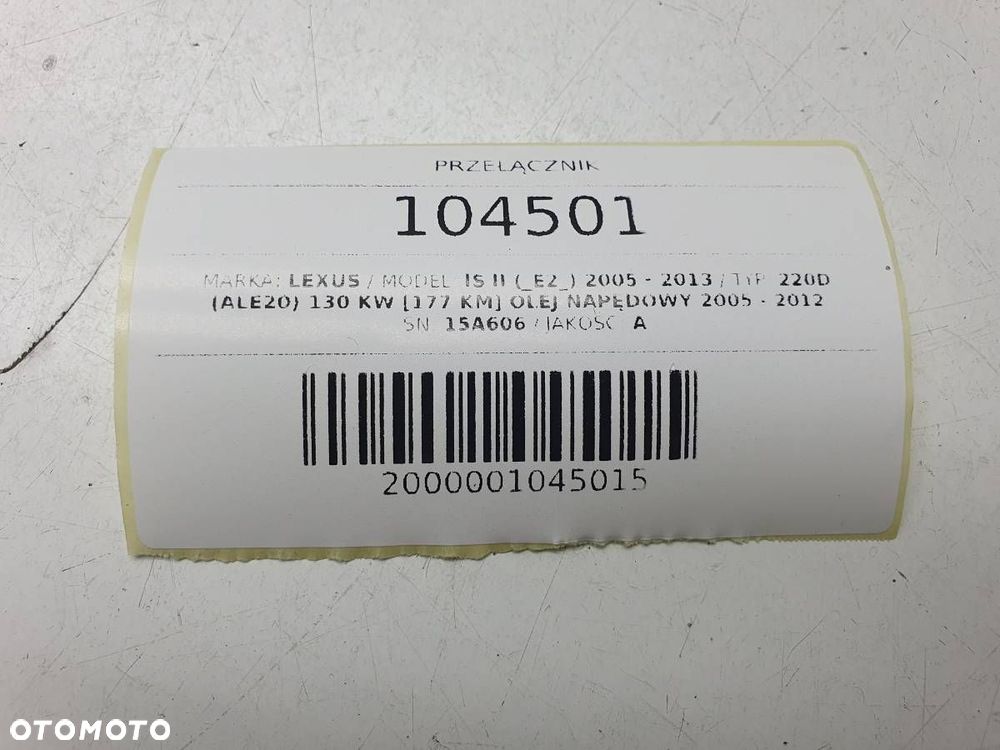 PRZEŁĄCZNIK
104501
MARKA: LEXUS / MODEL: IS II (_E2_) 2005 - 2013 / TYP: 220D
(ALE20) 130 KW [177 KM] OLEJ NAPĘDOWY 2005 - 2012
SN: 15A606 / JAKOŚĆ: A
2000001045015
OTOMOTO